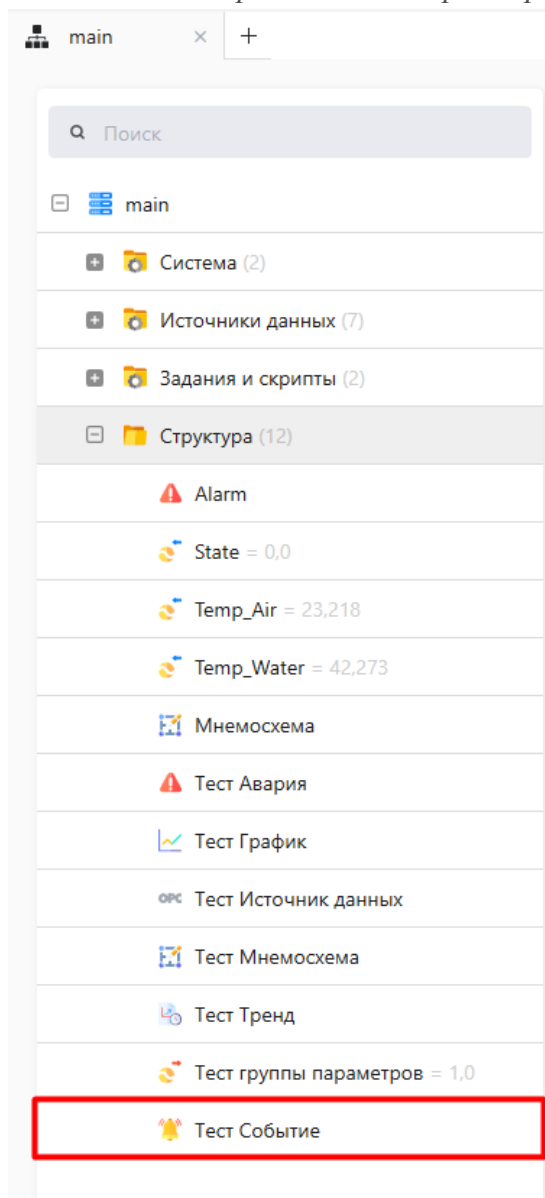 main × +
Поиск
main
Система (2)
Источники данных (7)
Задания и скрипты (2)
Структура (12)
Alarm
State = 0,0
Temp_Air = 23,218
Temp_Water = 42,273
Мнемосхема
Тест Авария
Тест График
OPC Тест Источник данных
Тест Мнемосхема
Тест Тренд
Тест группы параметров = 1,0
Тест Событие